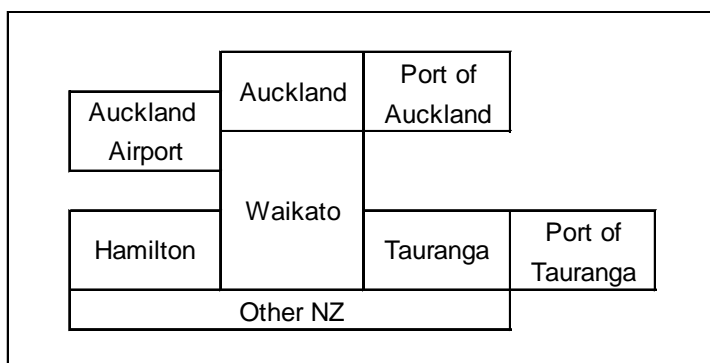 Auckland
Port of
Auckland
Auckland
Airport
Waikato
Hamilton
Tauranga
Port of
Tauranga
Other NZ